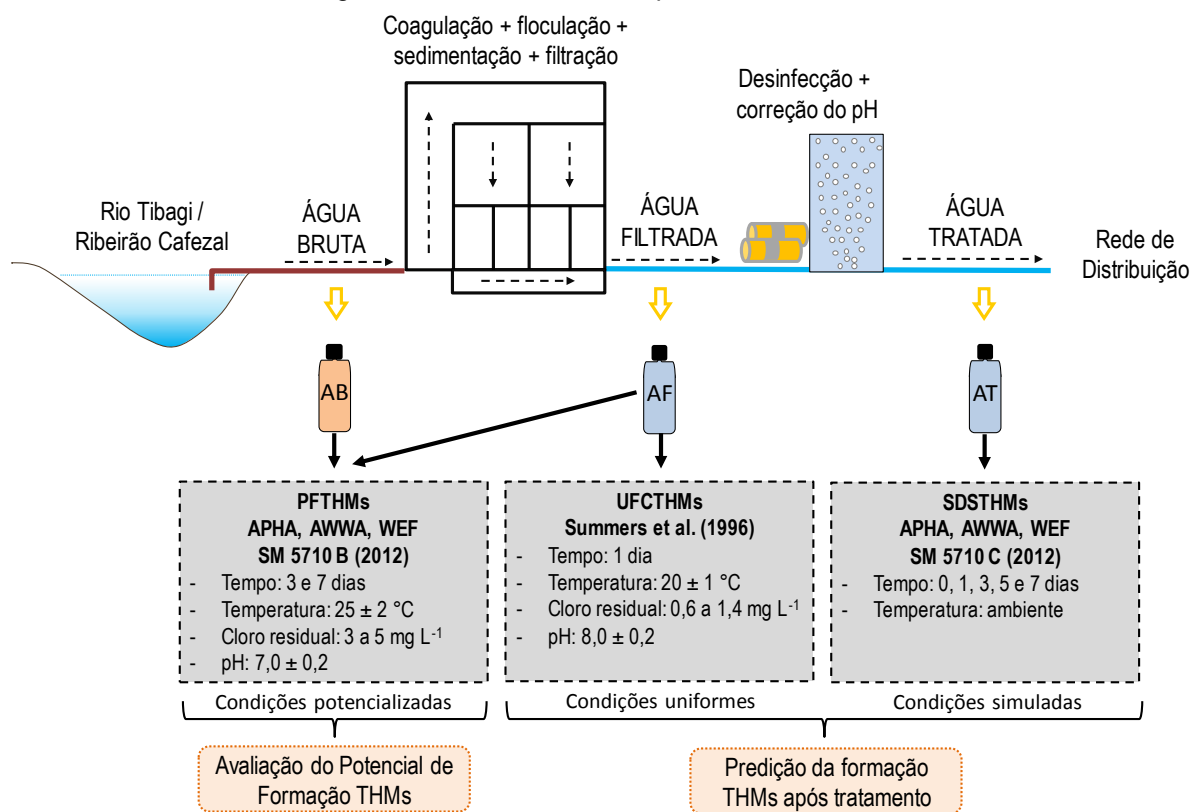 Coagulação + floculação +
sedimentação + filtração
Desinfecção +
correção do pH
Rio Tibagi /
Ribeirão Cafezal
ÁGUA
BRUTA
ÁGUA
FILTRADA
ÁGUA
TRATADA
Rede de
Distribuição
AB
AF
AT
PFTHMs
APHA, AWWA, WEF
SM 5710 B (2012)
- Tempo: 3 e 7 dias
- Temperatura: 25 ± 2 °C
- Cloro residual: 3 a 5 mg L-1
- pH: 7,0 ± 0,2
UFCTHMs
Summers et al. (1996)
- Tempo: 1 dia
- Temperatura: 20 ± 1 °C
- Cloro residual: 0,6 a 1,4 mg L-1
- pH: 8,0 ± 0,2
SDSTHMs
APHA, AWWA, WEF
SM 5710 C (2012)
- Tempo: 0, 1, 3, 5 e 7 dias
- Temperatura: ambiente
Condições potencializadas
Condições uniformes
Condições simuladas
Avaliação do Potencial de
Formação THMs
Predição da formação
THMs após tratamento